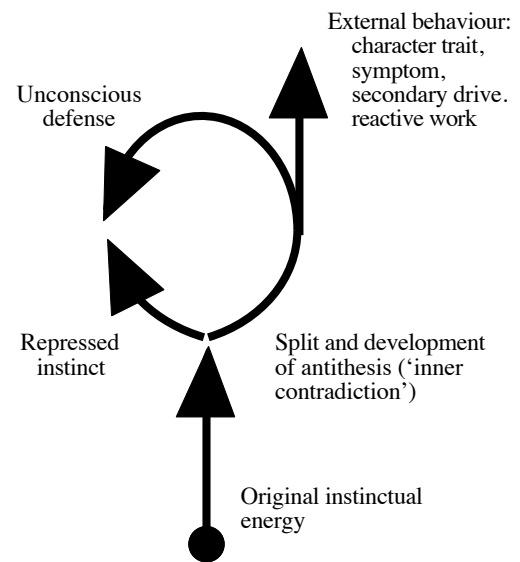 External behaviour:
character trait,
symptom,
secondary drive.
reactive work
Unconscious
defense
Repressed
instinct
Split and development
of antithesis (‘inner
contradiction’)
Original instinctual
energy